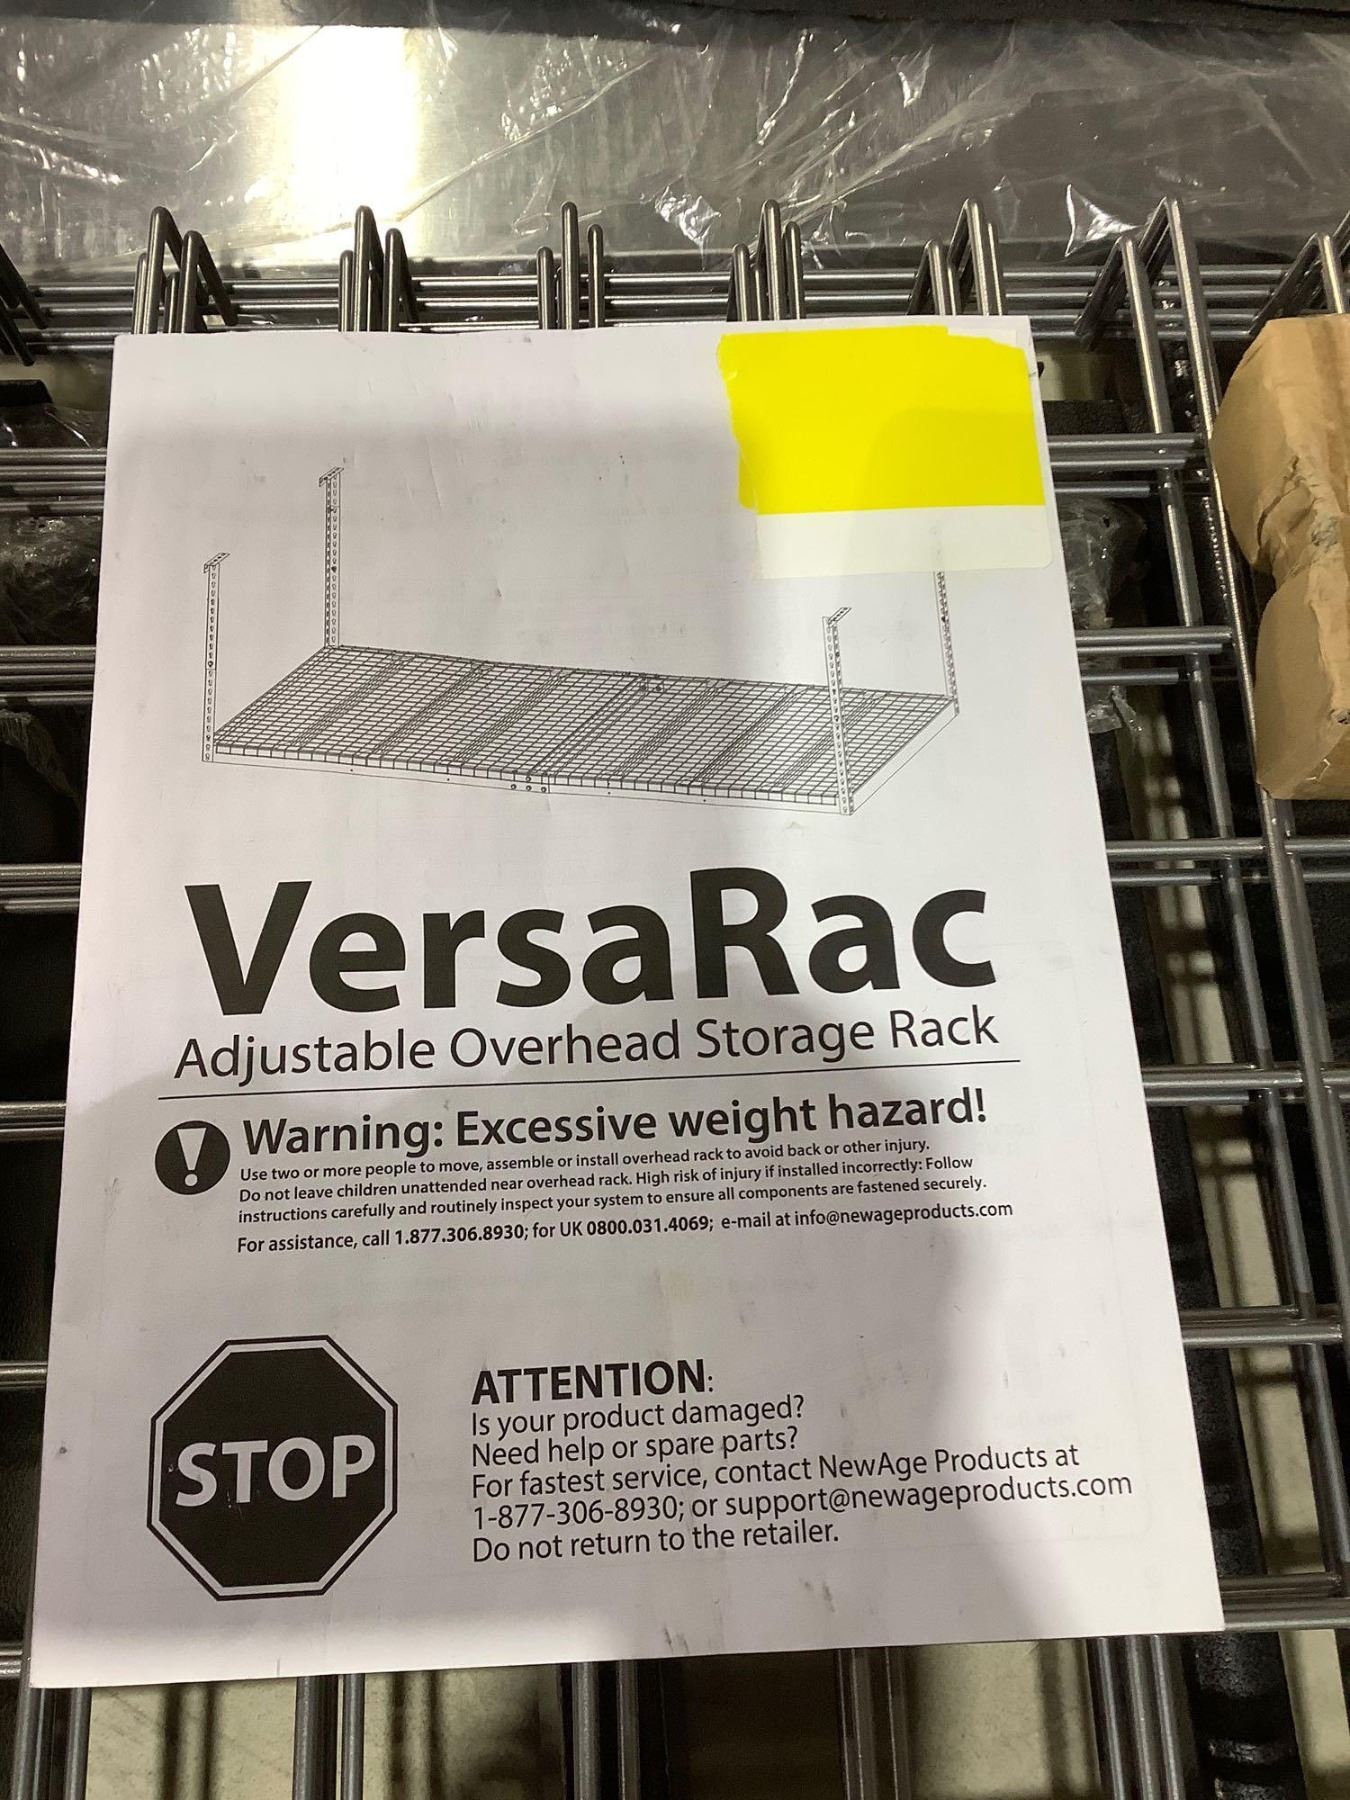 VersaRac
Adjustable Overhead Storage Rack
Warning: Excessive weight hazard!
Use two or more people to move, assemble or install overhead rack to avoid back or other injury.
Do not leave children unattended near overhead rack. High risk of injury if installed incorrectly: Follow
instructions carefully and routinely inspect your system to ensure all components are fastened securely.
For assistance, call 1.877.306.8930; for UK 0800.031.4069; e-mail at info@newageproducts.com
STOP
ATTENTION:
Is your product damaged?
Need help or spare parts?
For fastest service, contact NewAge Products at
1-877-306-8930; or support@newageproducts.com
Do not return to the retailer.